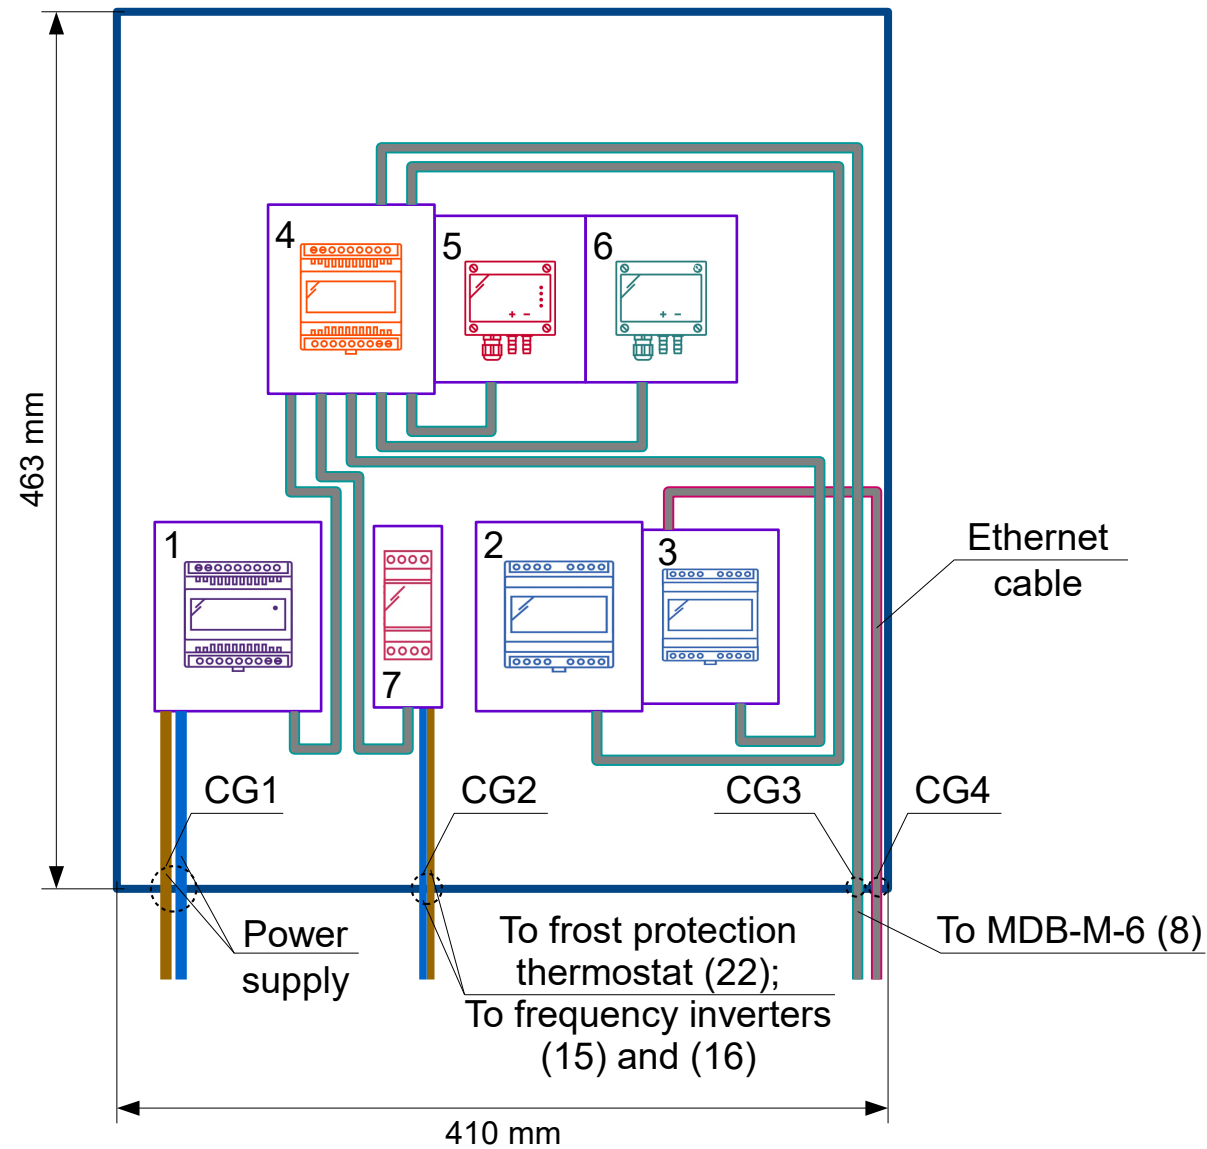 4
5
6
463 mm
1
2
3
7
Ethernet
cable
CG1
CG2
CG3
CG4
Power
supply
To frost protection
thermostat (22);
To frequency inverters
(15) and (16)
To MDB-M-6 (8)
410 mm